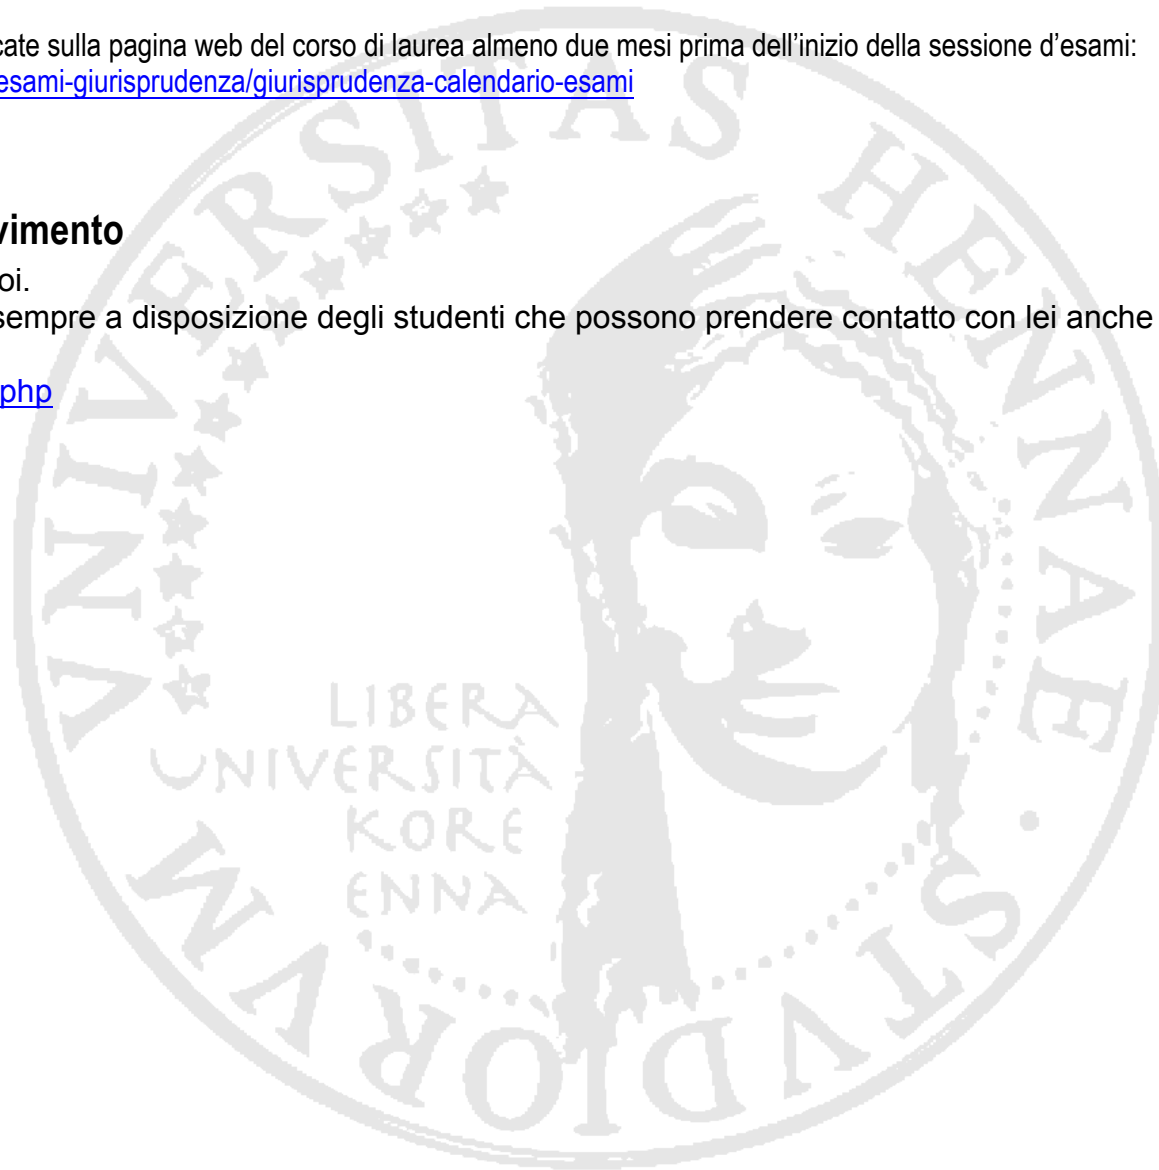 cate sulla pagina web del corso di laurea almeno due mesi prima dell’inizio della sessione d’esami:
esami-giurisprudenza/giurisprudenza-calendario-esami
vimento
oi.
sempre a disposizione degli studenti che possono prendere contatto con lei anche
php
VNIVERSITAS HENNAE · STVDIORVM
LIBERA
UNIVERSITÀ
KORE
ENNA